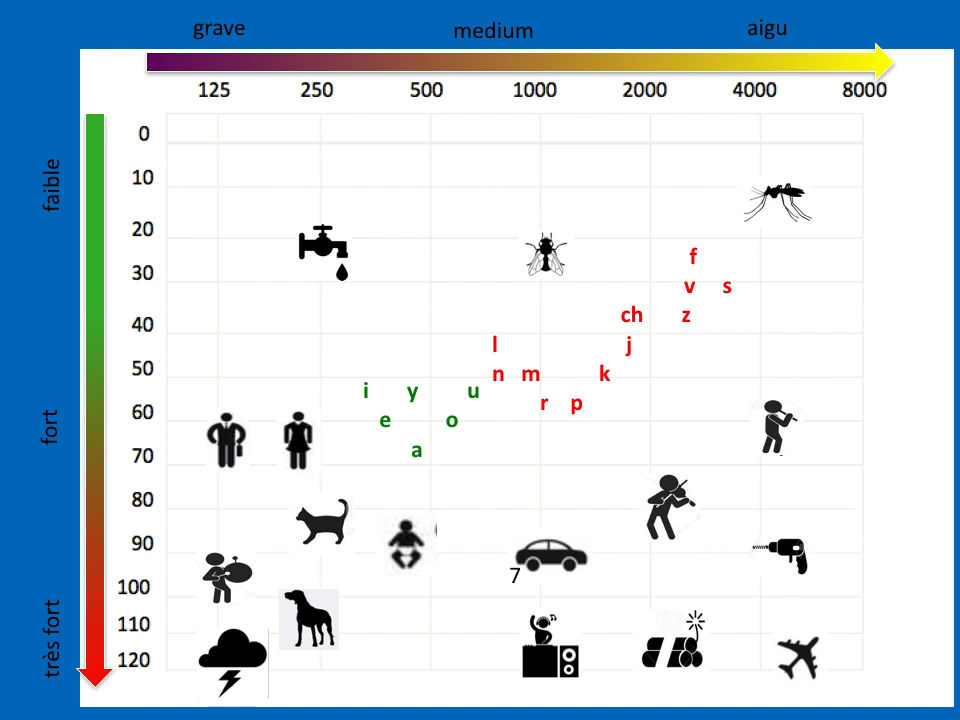 grave medium aigu
125 250 500 1000 2000 4000 8000
0
faible
10
20
f
30
v s
ch z
40
l j
50
n m k
i y u
r p
fort
60
e o
70
a
80
90
7
100
110
très fort
120